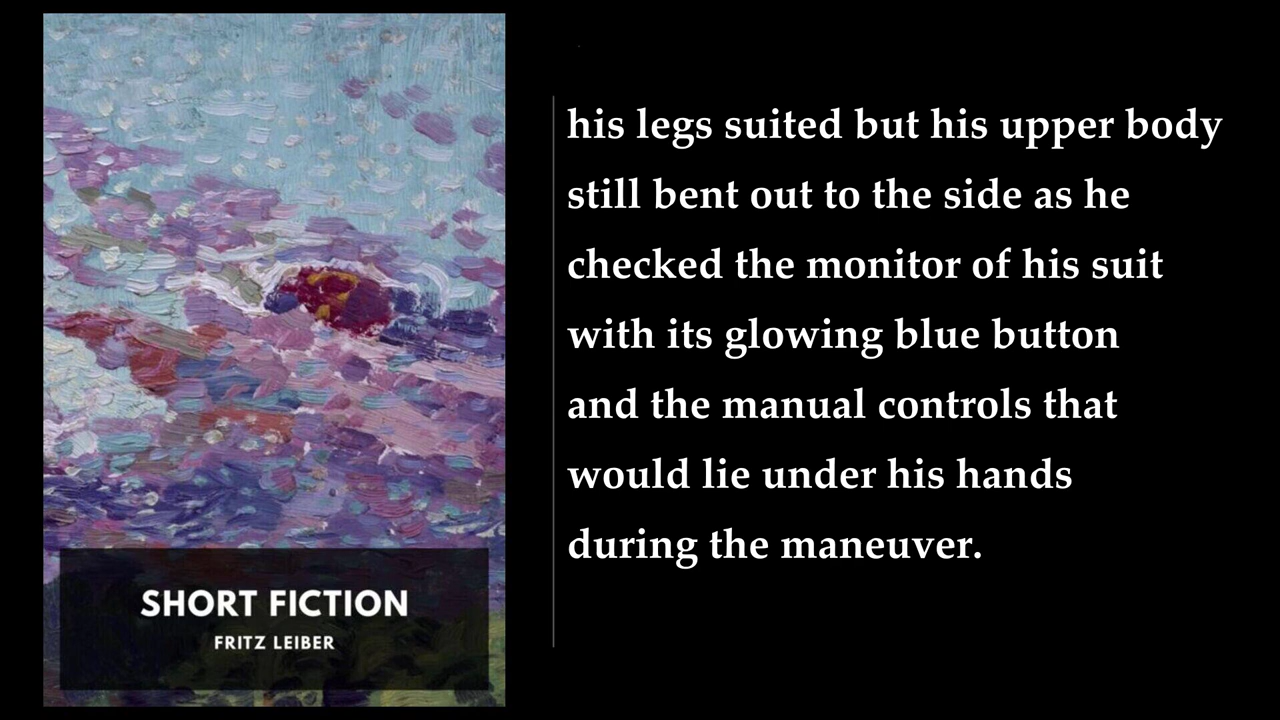 SHORT FICTION
FRITZ LEIBER
his legs suited but his upper body
still bent out to the side as he
checked the monitor of his suit
with its glowing blue button
and the manual controls that
would lie under his hands
during the maneuver.